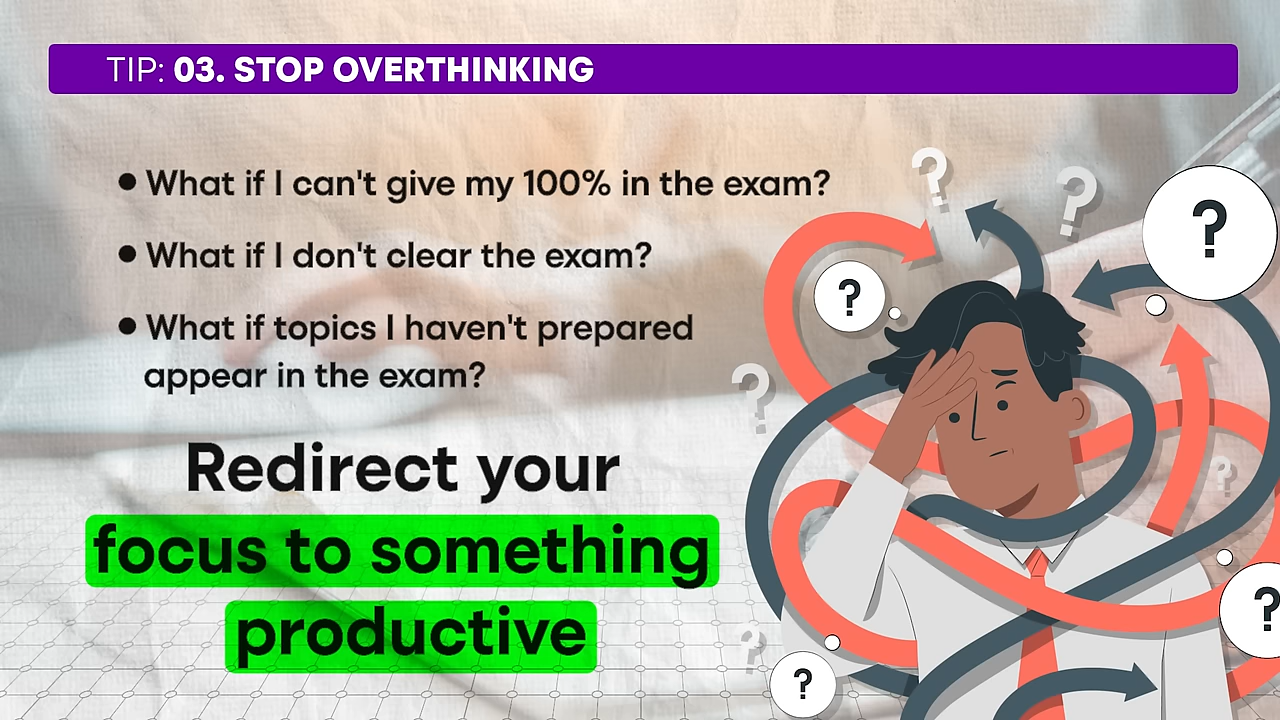 TIP: 03. STOP OVERTHINKING
• What if I can't give my 100% in the exam?
• What if I don't clear the exam?
• What if topics I haven't prepared
appear in the exam?
Redirect your
focus to something
productive
?
?
?
?
?
?
?
?
?